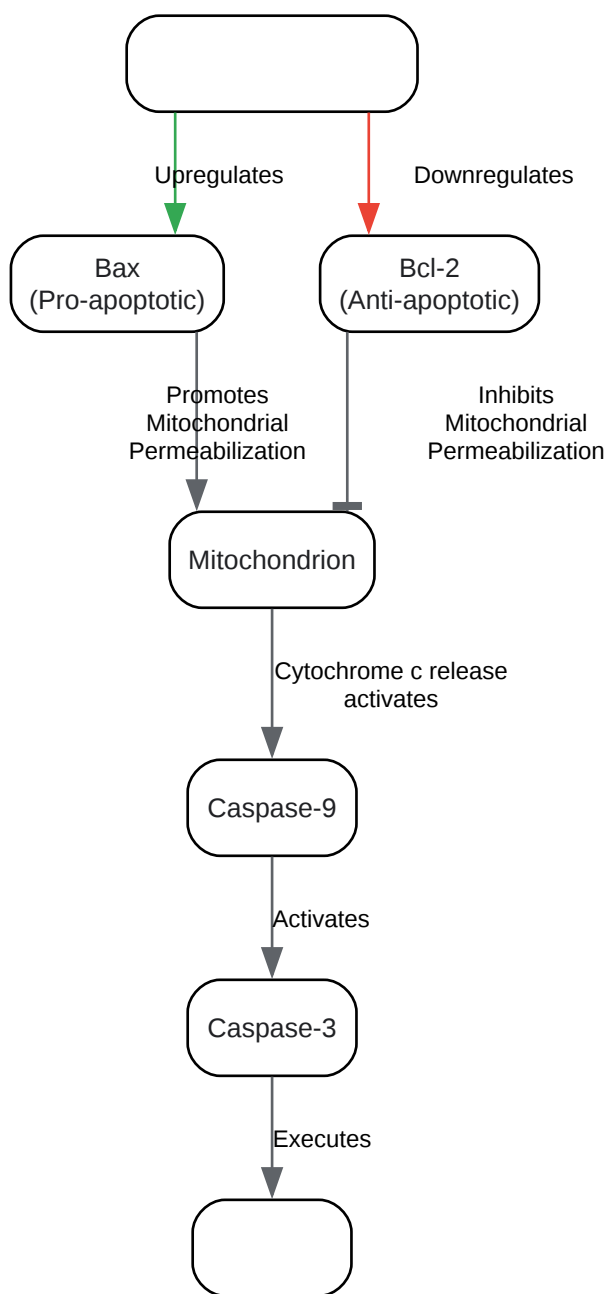 Upregulates
Downregulates
Bax
(Pro-apoptotic)
Bcl-2
(Anti-apoptotic)
Promotes
Mitochondrial
Permeabilization
Inhibits
Mitochondrial
Permeabilization
Mitochondrion
Cytochrome c release
activates
Caspase-9
Activates
Caspase-3
Executes